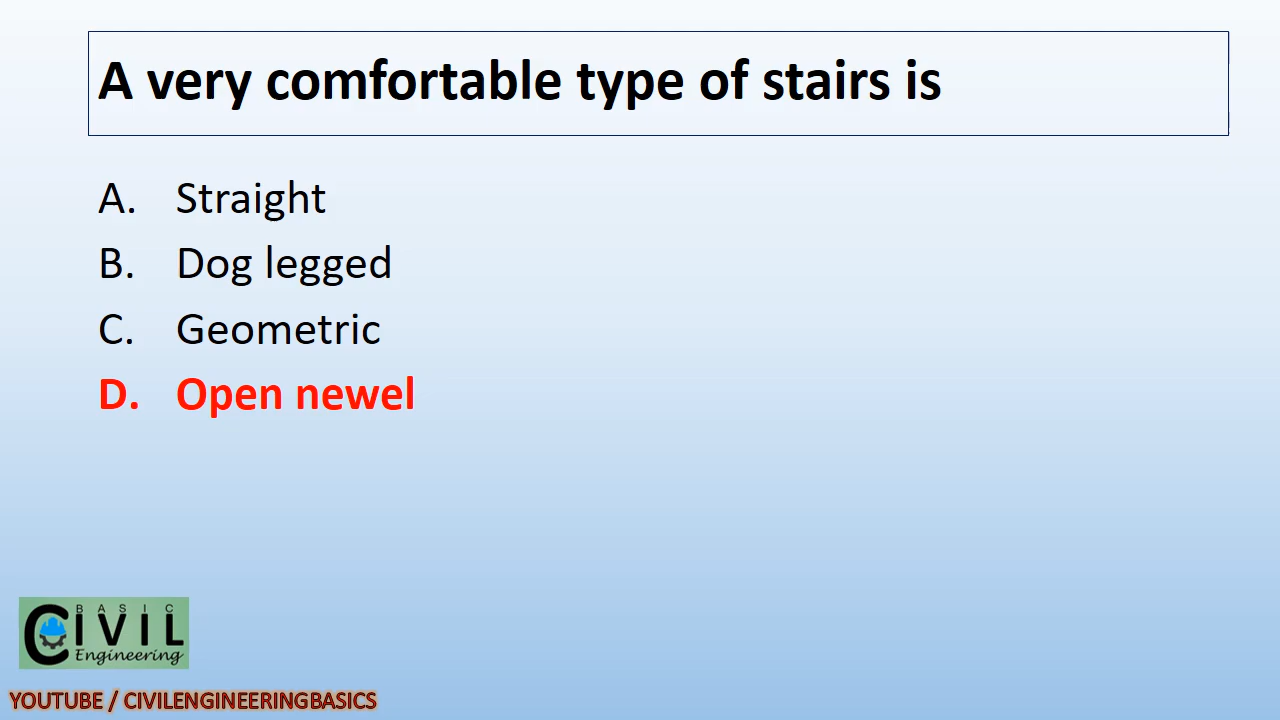 A very comfortable type of stairs is
A. Straight
B. Dog legged
C. Geometric
D. Open newel
BASIC
CIVIL
Engineering
YOUTUBE / CIVILENGINEERINGBASICS